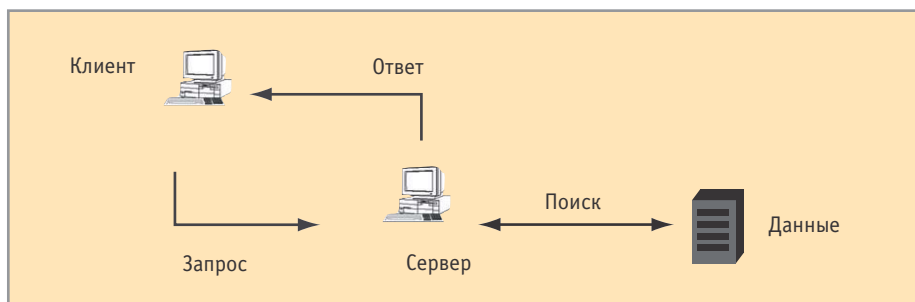 Клиент
Ответ
Поиск
Данные
Запрос
Сервер